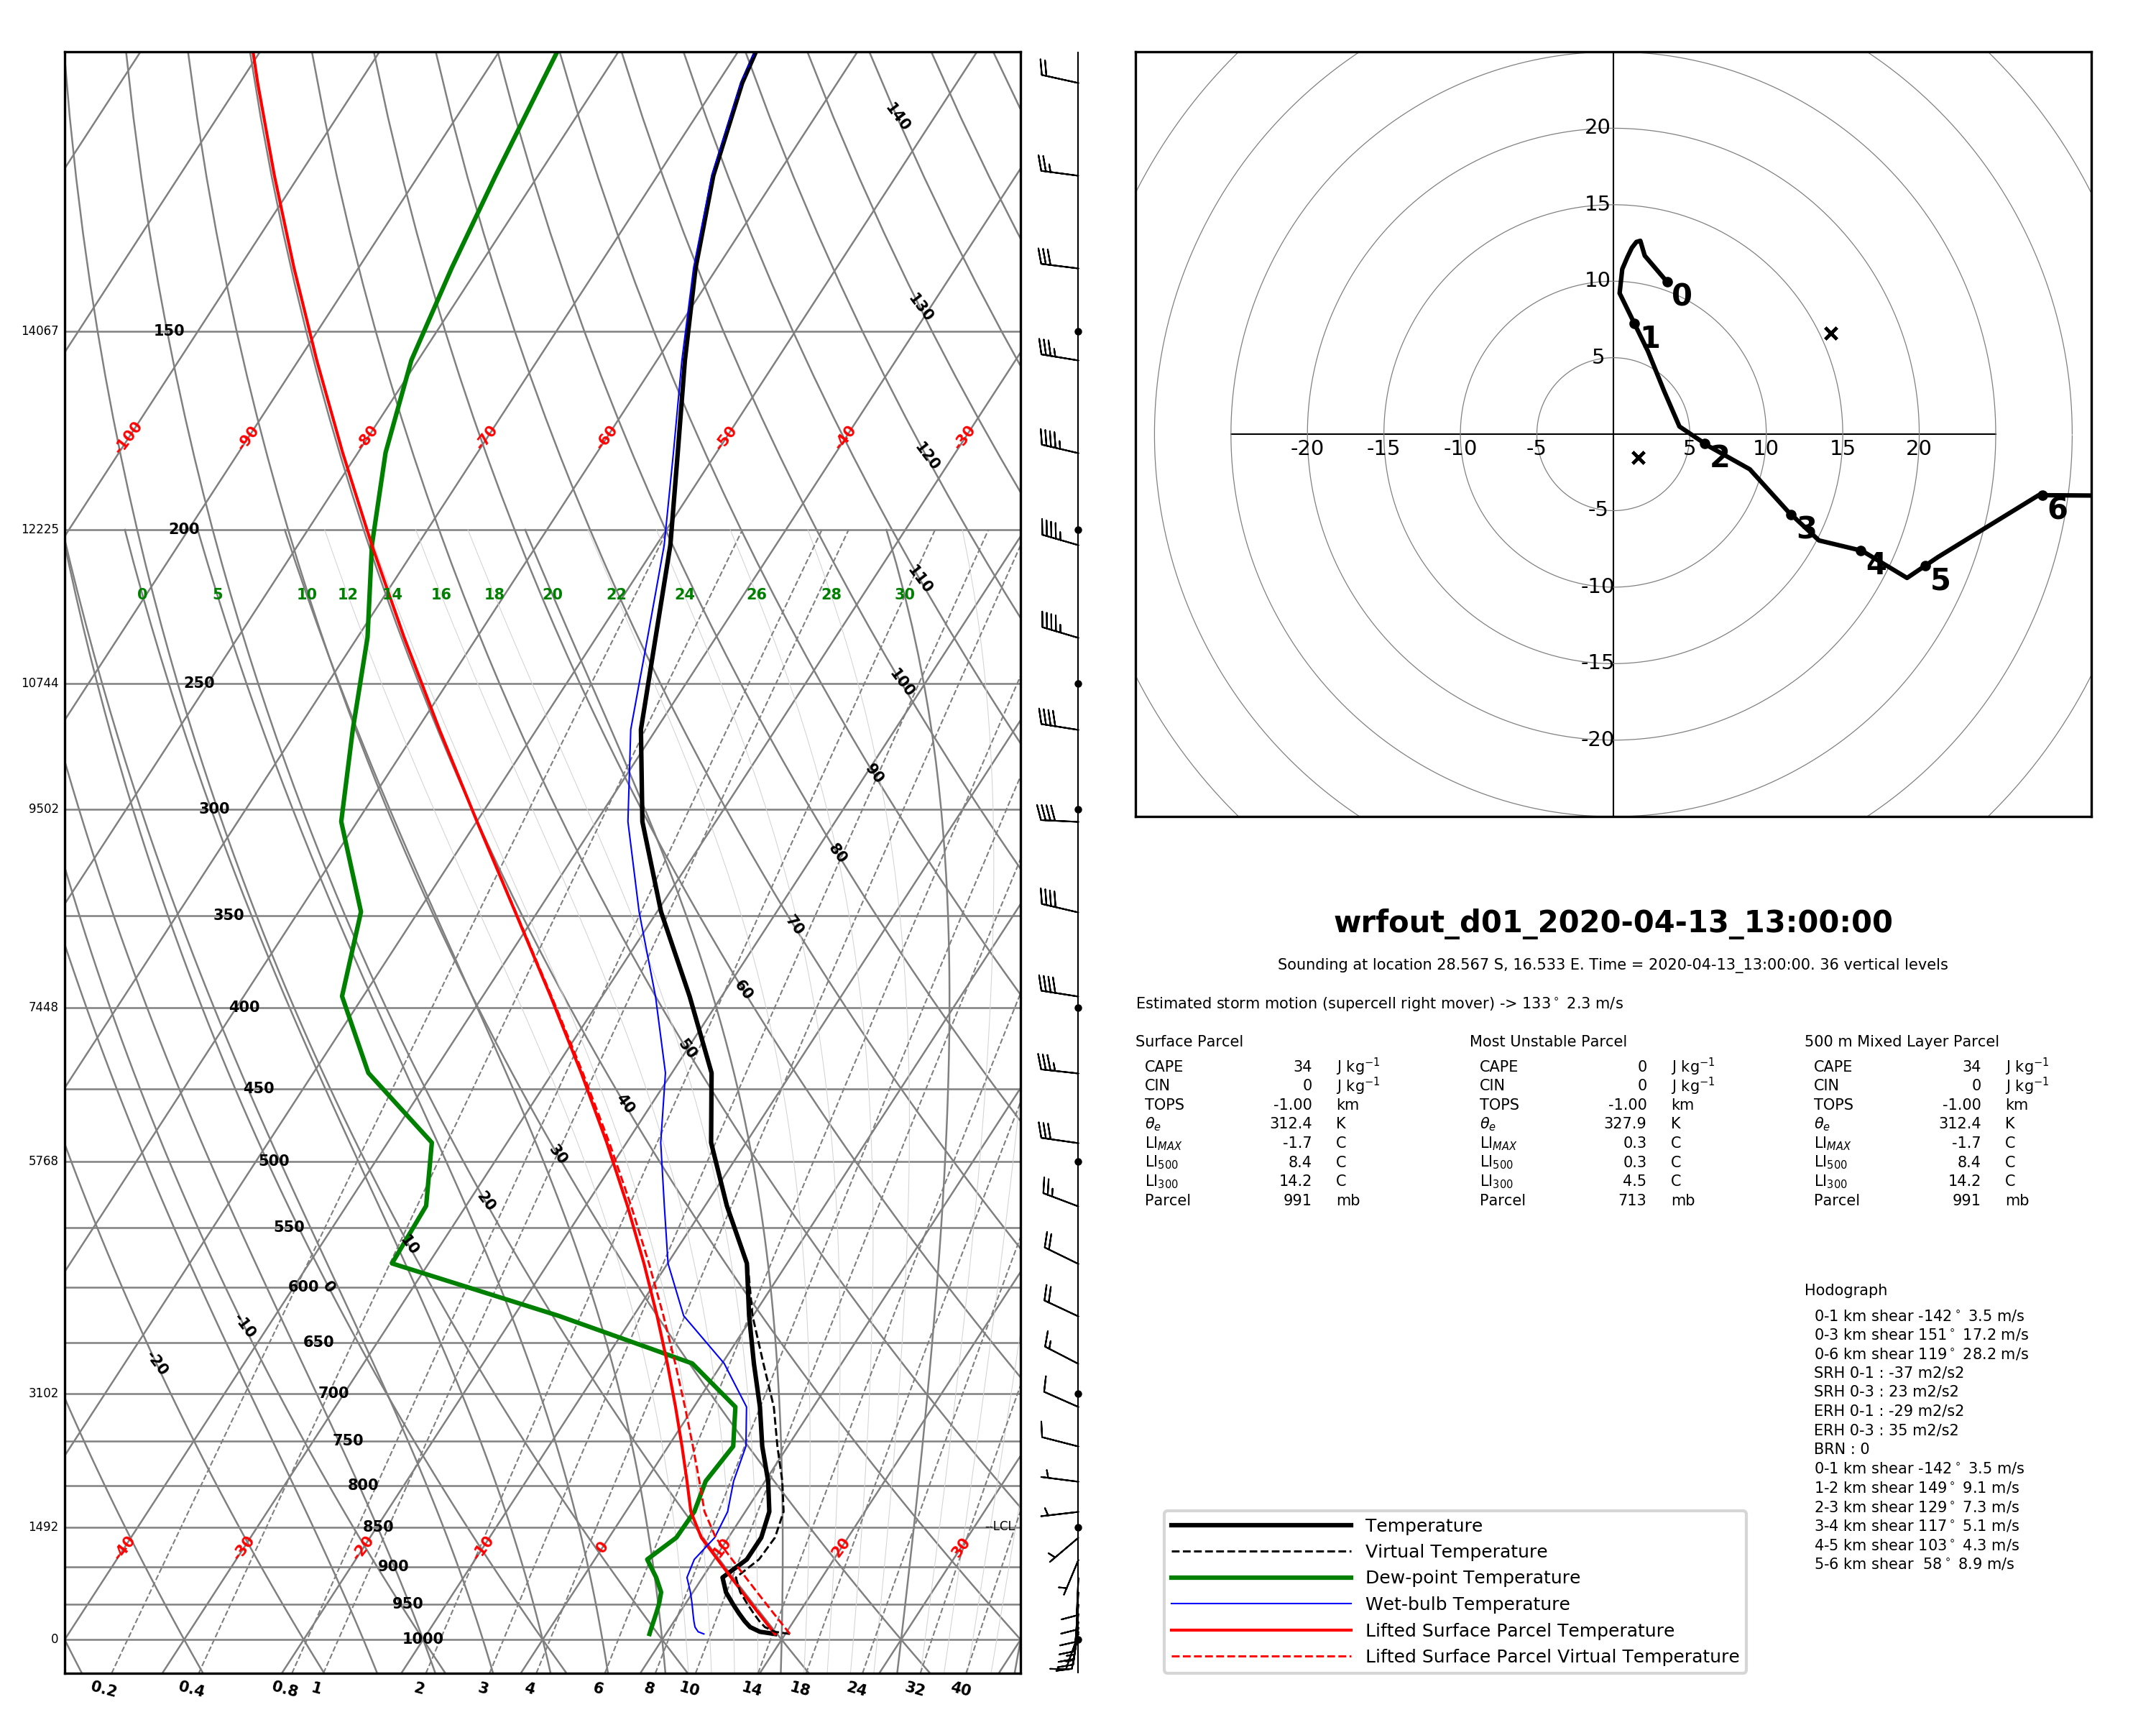 140
130
120
110
100
90
80
70
60
50
40
30
20
10
0
-10
-20
14067 150
-100 -90 -80 -70 -60 -50 -40 -30
12225 200
0 5 10 12 14 16 18 20 22 24 26 28 30
10744 250
9502 300
350
7448 400
450
5768 500
550
600
650
3102 700
750
800
1492 850
--LCL
-40 -30 -20 -10 0 10 20 30
900
950
0 1000
0.2 0.4 0.8 1 2 3 4 6 8 10 14 18 24 32 40
20
15
10
5
-20 -15 -10 -5 5 10 15 20
-5
-10
-15
-20
0
1
2
3
4
5
6
wrfout_d01_2020-04-13_13:00:00
Sounding at location 28.567 S, 16.533 E. Time = 2020-04-13_13:00:00. 36 vertical levels
Estimated storm motion (supercell right mover) -> 133° 2.3 m/s
Surface Parcel
CAPE 34 J kg⁻¹
CIN 0 J kg⁻¹
TOPS -1.00 km
θe 312.4 K
LIMAX -1.7 C
LI500 8.4 C
LI300 14.2 C
Parcel 991 mb
Most Unstable Parcel
CAPE 0 J kg⁻¹
CIN 0 J kg⁻¹
TOPS -1.00 km
θe 327.9 K
LIMAX 0.3 C
LI500 0.3 C
LI300 4.5 C
Parcel 713 mb
500 m Mixed Layer Parcel
CAPE 34 J kg⁻¹
CIN 0 J kg⁻¹
TOPS -1.00 km
θe 312.4 K
LIMAX -1.7 C
LI500 8.4 C
LI300 14.2 C
Parcel 991 mb
Hodograph
0-1 km shear -142° 3.5 m/s
0-3 km shear 151° 17.2 m/s
0-6 km shear 119° 28.2 m/s
SRH 0-1 : -37 m2/s2
SRH 0-3 : 23 m2/s2
ERH 0-1 : -29 m2/s2
ERH 0-3 : 35 m2/s2
BRN : 0
0-1 km shear -142° 3.5 m/s
1-2 km shear 149° 9.1 m/s
2-3 km shear 129° 7.3 m/s
3-4 km shear 117° 5.1 m/s
4-5 km shear 103° 4.3 m/s
5-6 km shear 58° 8.9 m/s
Temperature
Virtual Temperature
Dew-point Temperature
Wet-bulb Temperature
Lifted Surface Parcel Temperature
Lifted Surface Parcel Virtual Temperature